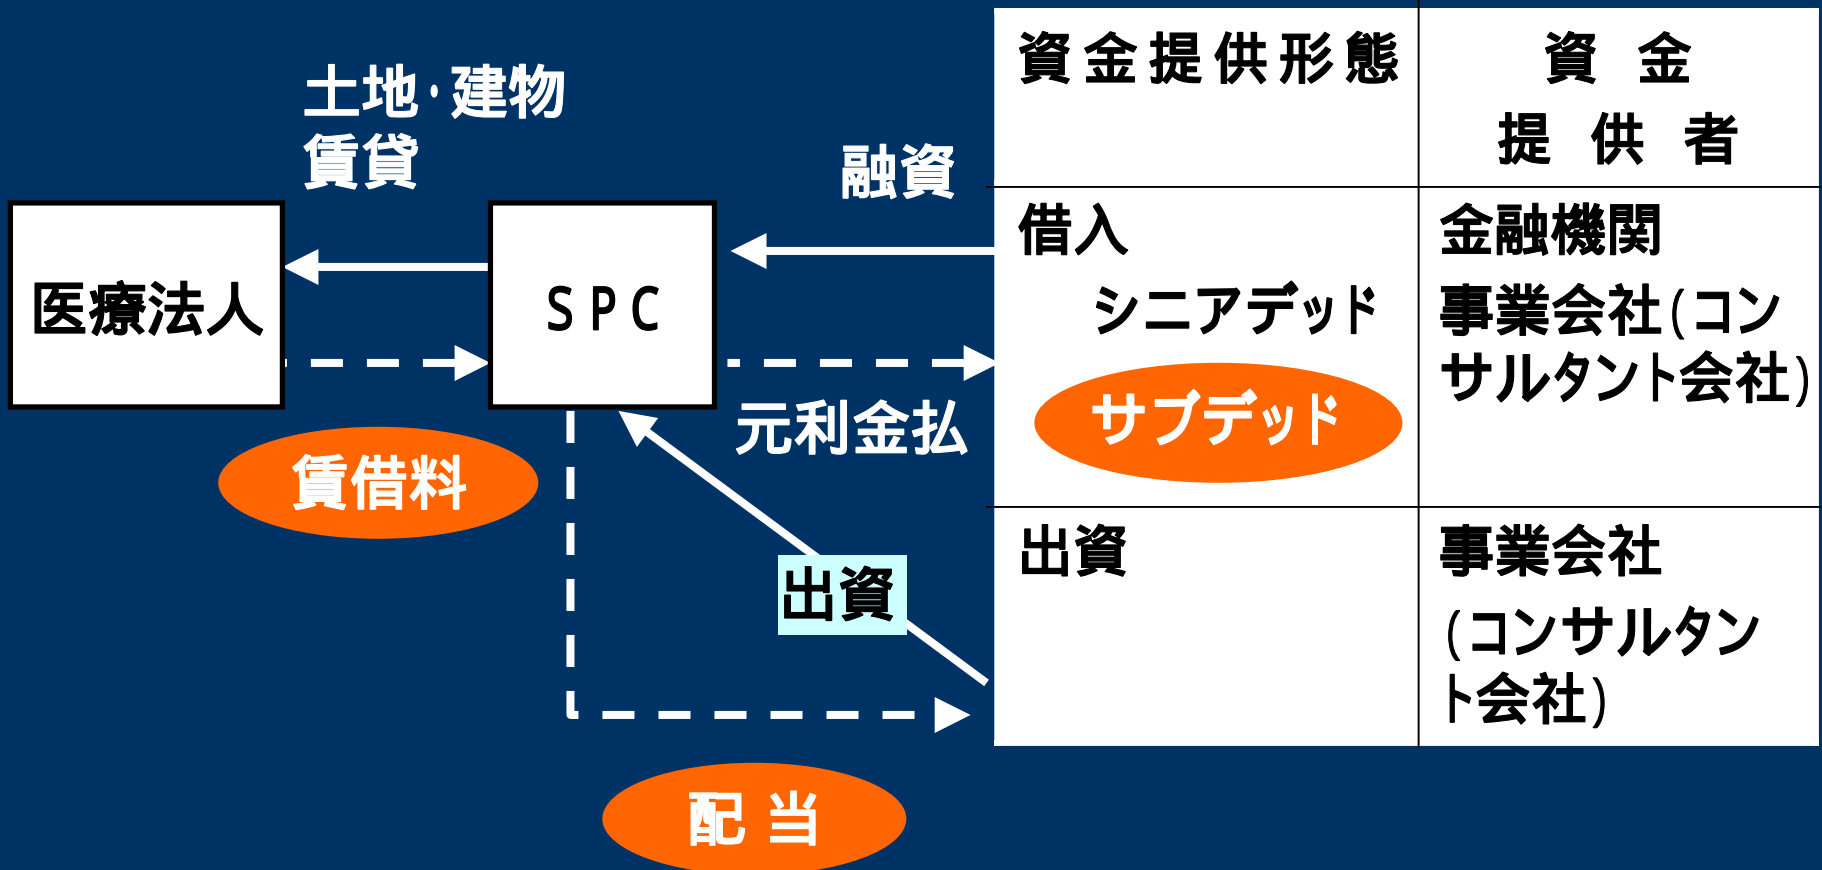 土地・建物
賃貸
融資
医療法人
SPC
賃借料
元利金払
出資
配当
資金提供形態
資金
提供者
借入
シニアデッド
サブデッド
金融機関
事業会社(コン
サルタント会社)
出資
事業会社
(コンサルタン
ト会社)